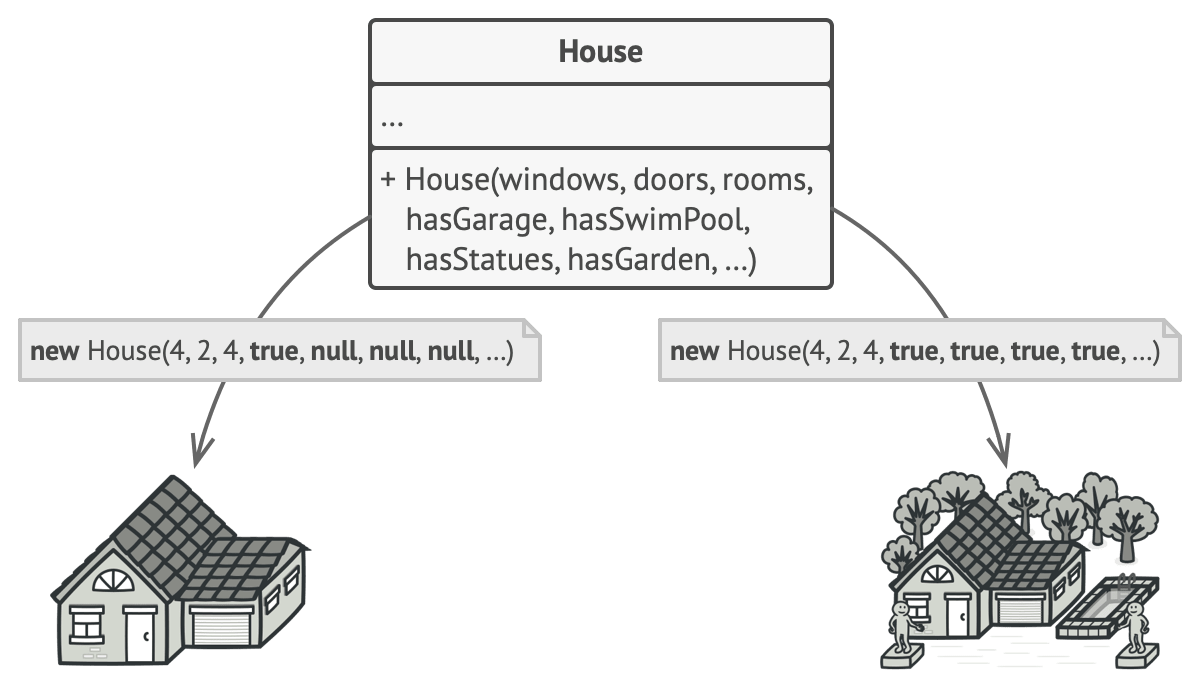 House
...
+ House(windows, doors, rooms,
hasGarage, hasSwimPool,
hasStatues, hasGarden, ...)
new House(4, 2, 4, true, null, null, null, ...)
new House(4, 2, 4, true, true, true, true, ...)